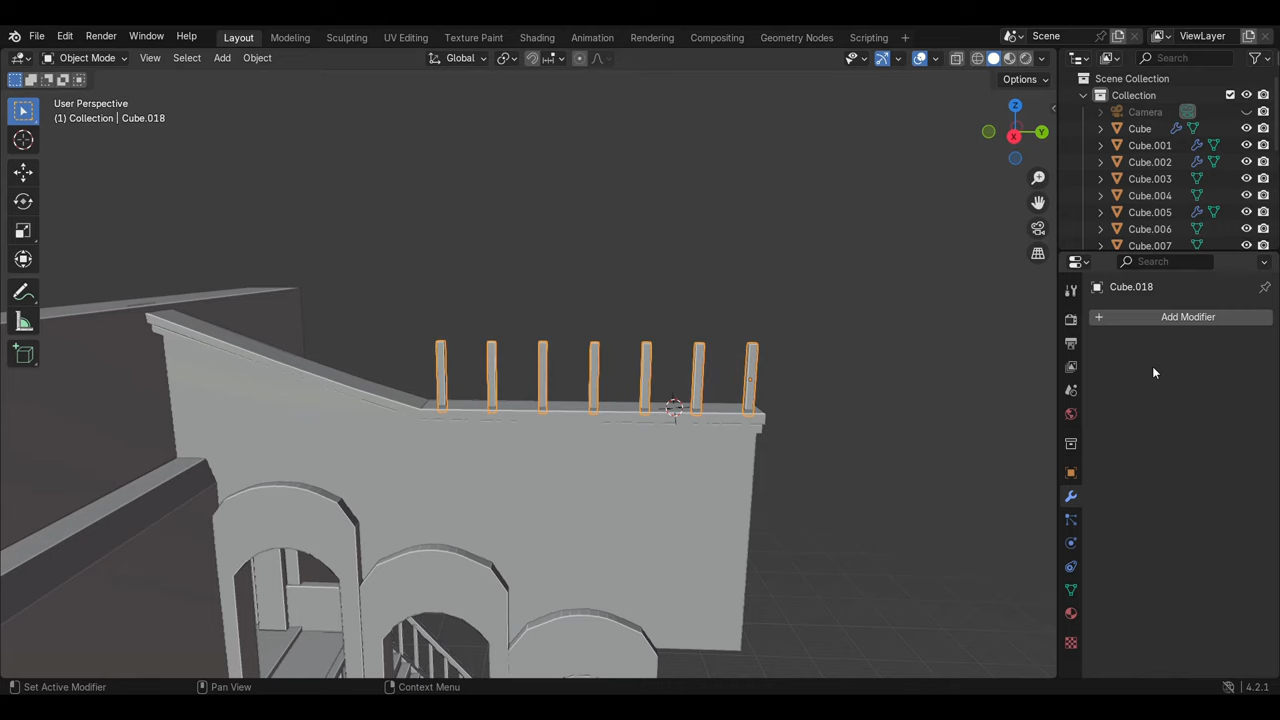 File Edit Render Window Help Layout Modeling Sculpting UV Editing Texture Paint Shading Animation Rendering Compositing Geometry Nodes Scripting + Scene ViewLayer
Object Mode View Select Add Object Global Search
Options
Scene Collection
Collection
Camera
Cube
Cube.001
Cube.002
Cube.003
Cube.004
Cube.005
Cube.006
Cube.007
User Perspective
(1) Collection | Cube.018
Z
Y
X
Search
Cube.018
+ Add Modifier
Set Active Modifier Pan View Context Menu 4.2.1